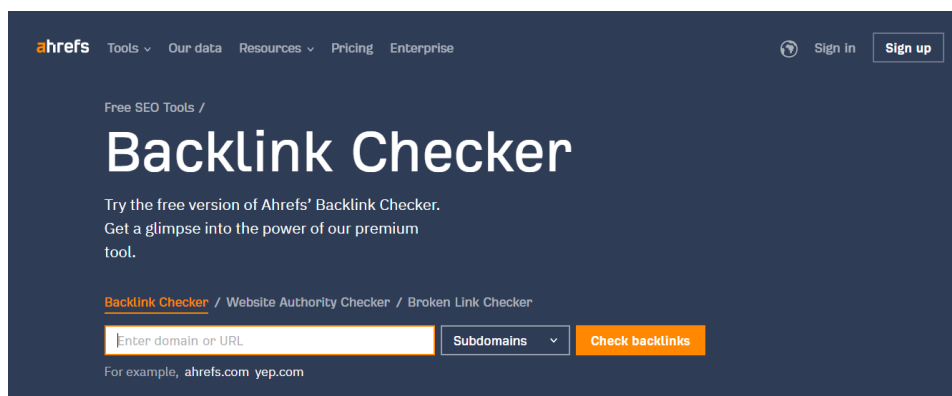 ahrefs Tools Our data Resources Pricing Enterprise Sign in Sign up
Free SEO Tools /
Backlink Checker
Try the free version of Ahrefs’ Backlink Checker.
Get a glimpse into the power of our premium
tool.
Backlink Checker / Website Authority Checker / Broken Link Checker
Enter domain or URL Subdomains Check backlinks
For example, ahrefs.com yep.com